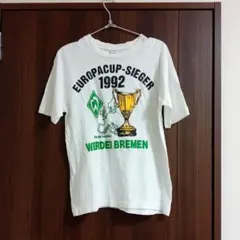 EUROPACUP-SIEGER
1992
W
WERDER BREMEN